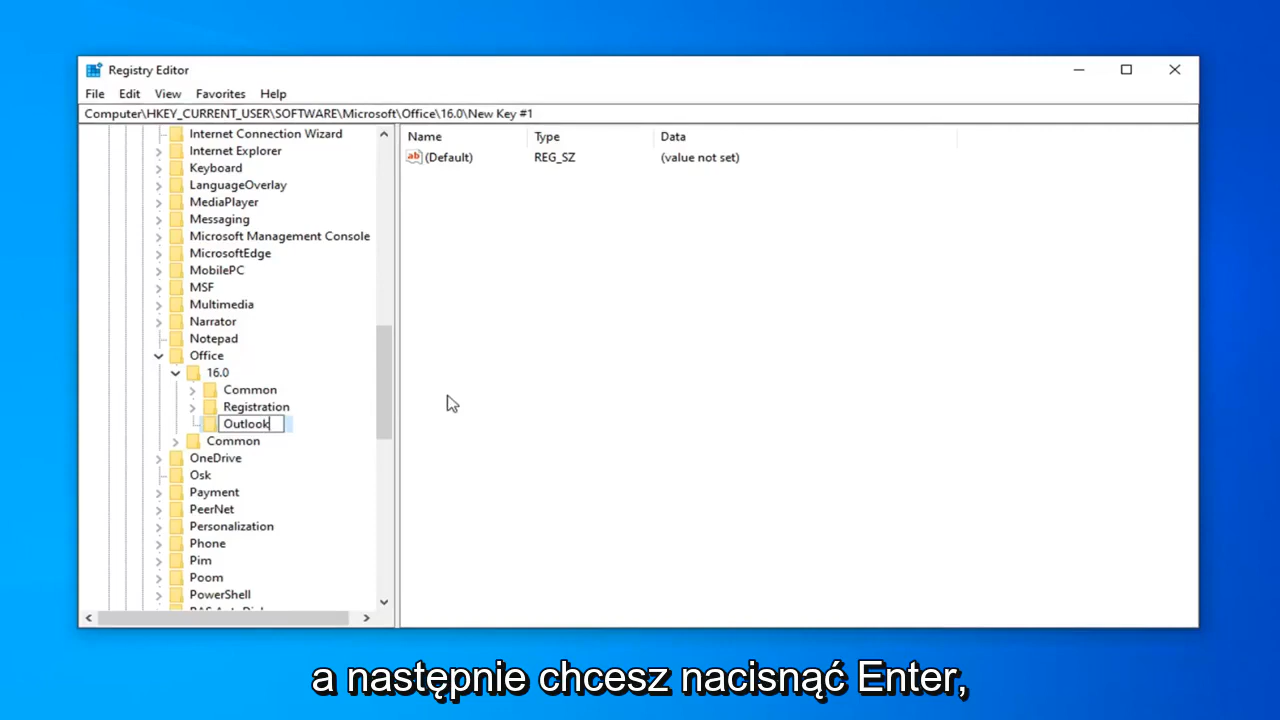 Registry Editor
File Edit View Favorites Help
Computer\HKEY_CURRENT_USER\SOFTWARE\Microsoft\Office\16.0\New Key #1
Internet Connection Wizard
Internet Explorer
Keyboard
LanguageOverlay
MediaPlayer
Messaging
Microsoft Management Console
MicrosoftEdge
MobilePC
MSF
Multimedia
Narrator
Notepad
Office
16.0
Common
Registration
Outlook
Common
OneDrive
Osk
Payment
PeerNet
Personalization
Phone
Pim
Poom
PowerShell
Name Type Data
ab (Default) REG_SZ (value not set)
a następnie chcesz nacisnąć Enter,